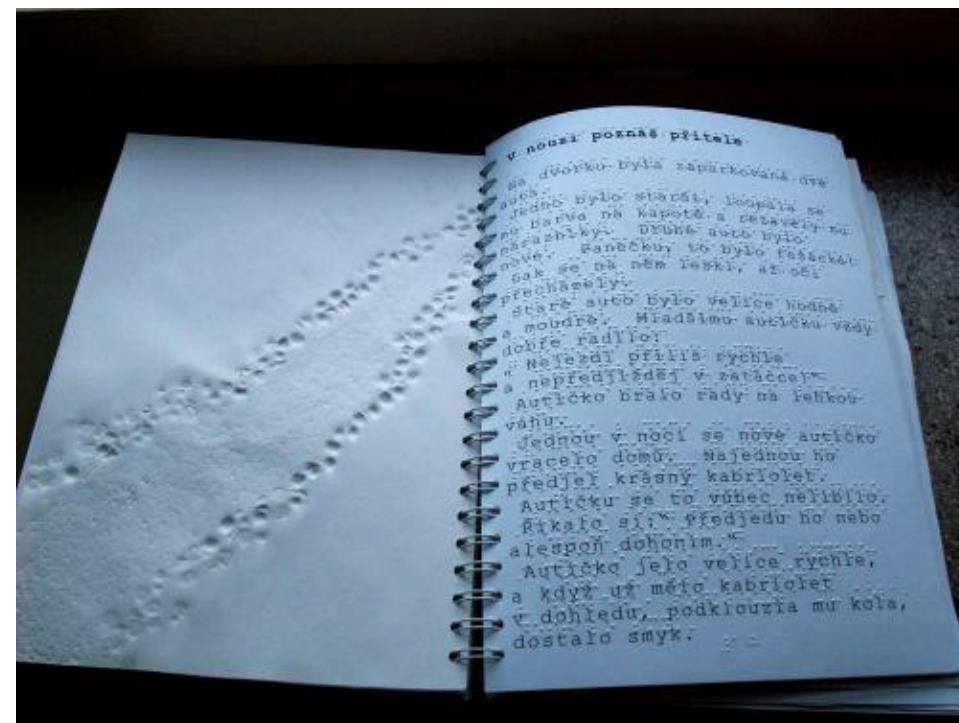 V nouzi poznáš přítele
Na dvorku byla zaparkovaná dvě
auta.
Jedno bylo starší, loupala se
mu barva na kapotě a rezavěly mu
nárazníky. Druhé auto bylo
nové. Panečku, to bylo fešácké!
Jak se na něm leskl, až oči
přecházely.
Staré auto bylo velice hodné
a moudré. Mladšímu autíčku vždy
dobře radilo:
" Nejezdi příliš rychle
a nepředjížděj v zatáčce!"
Autíčko bralo rady na lehkou
váhu.
Jednou v noci se nové autíčko
vracelo domů. Najednou ho
předjel krásný kabriolet.
Autíčku se to vůbec nelíbilo.
Říkalo si:" Předjedu ho nebo
alespoň dohoním."
Autíčko jelo velice rychle,
a když už mělo kabriolet
v dohledu, podklouzla mu kola,
dostalo smyk.